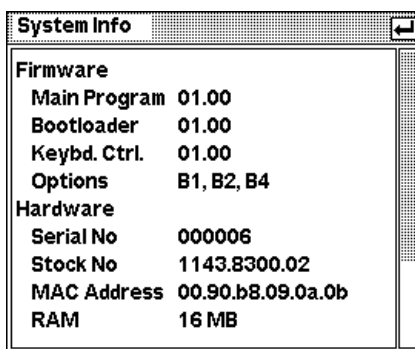 System Info
Firmware
Main Program 01.00
Bootloader 01.00
Keybd. Ctrl. 01.00
Options B1, B2, B4
Hardware
Serial No 000006
Stock No 1143.8300.02
MAC Address 00.90.b8.09.0a.0b
RAM 16 MB